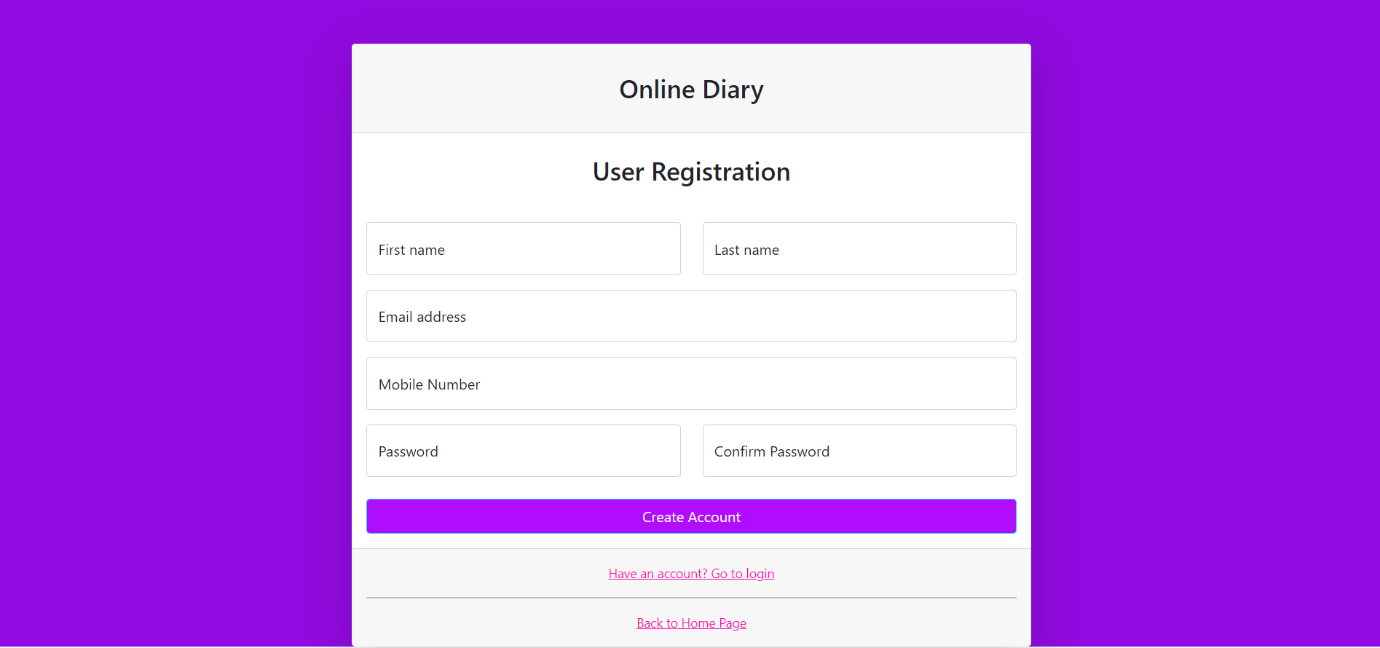 Online Diary
User Registration
First name
Last name
Email address
Mobile Number
Password
Confirm Password
Create Account
Have an account? Go to login
Back to Home Page